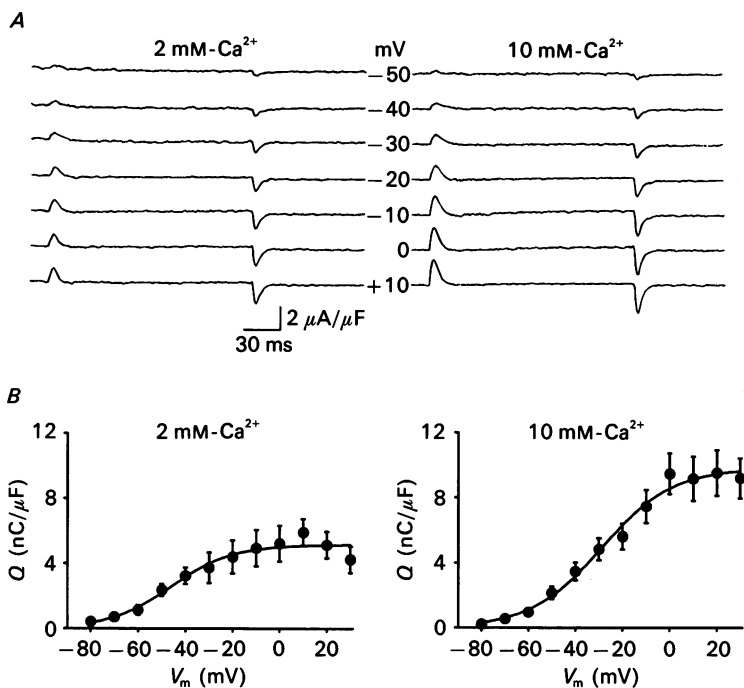 A
2 mM-Ca²⁺ mV 10 mM-Ca²⁺
−50
−40
−30
−20
−10
0
+10
2 μA/μF
30 ms
B
2 mM-Ca²⁺
12
8
4
0
Q (nC/μF)
−80 −60 −40 −20 0 20
Vm (mV)
10 mM-Ca²⁺
12
8
4
0
Q (nC/μF)
−80 −60 −40 −20 0 20
Vm (mV)